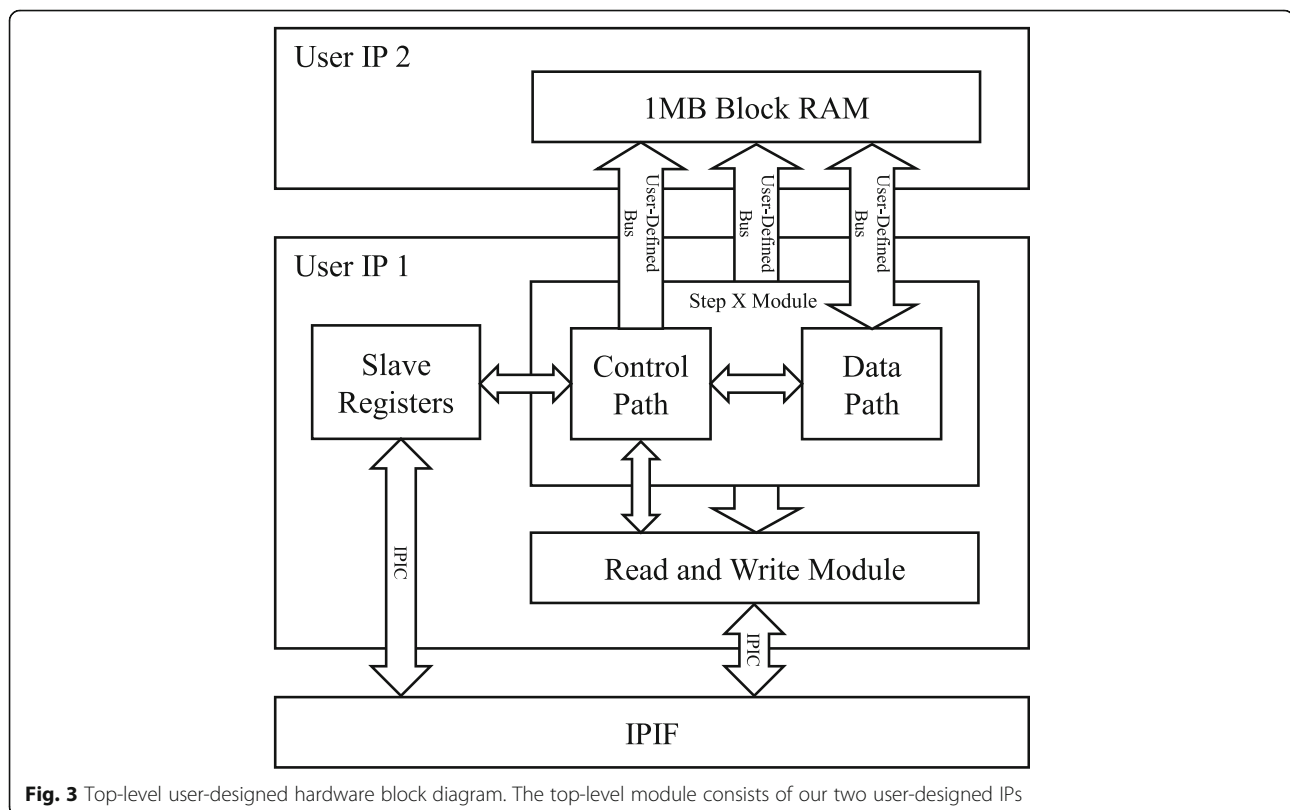 User IP 2
1MB Block RAM
User-Defined
Bus
User-Defined
Bus
User-Defined
Bus
User IP 1
Step X Module
Slave
Registers
Control
Path
Data
Path
IPIC
Read and Write Module
IPIC
IPIF
Fig. 3 Top-level user-designed hardware block diagram. The top-level module consists of our two user-designed IPs